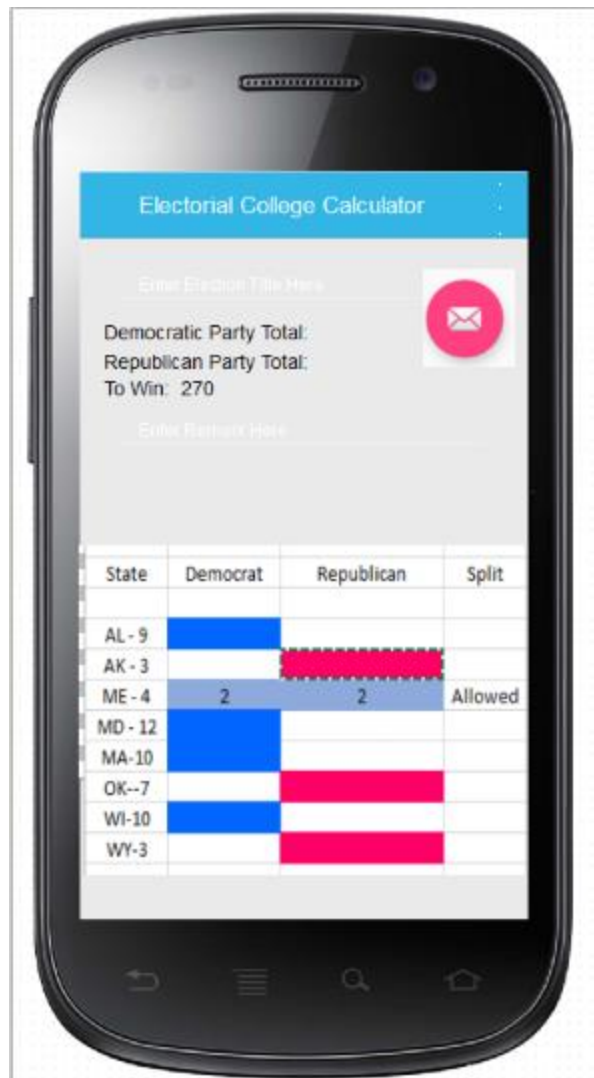 Electorial College Calculator
Enter Election Title Here
Democratic Party Total:
Republican Party Total:
To Win: 270
Enter Remark Here
State Democrat Republican Split
AL - 9
AK - 3
ME - 4 2 2 Allowed
MD - 12
MA-10
OK--7
WI-10
WY-3